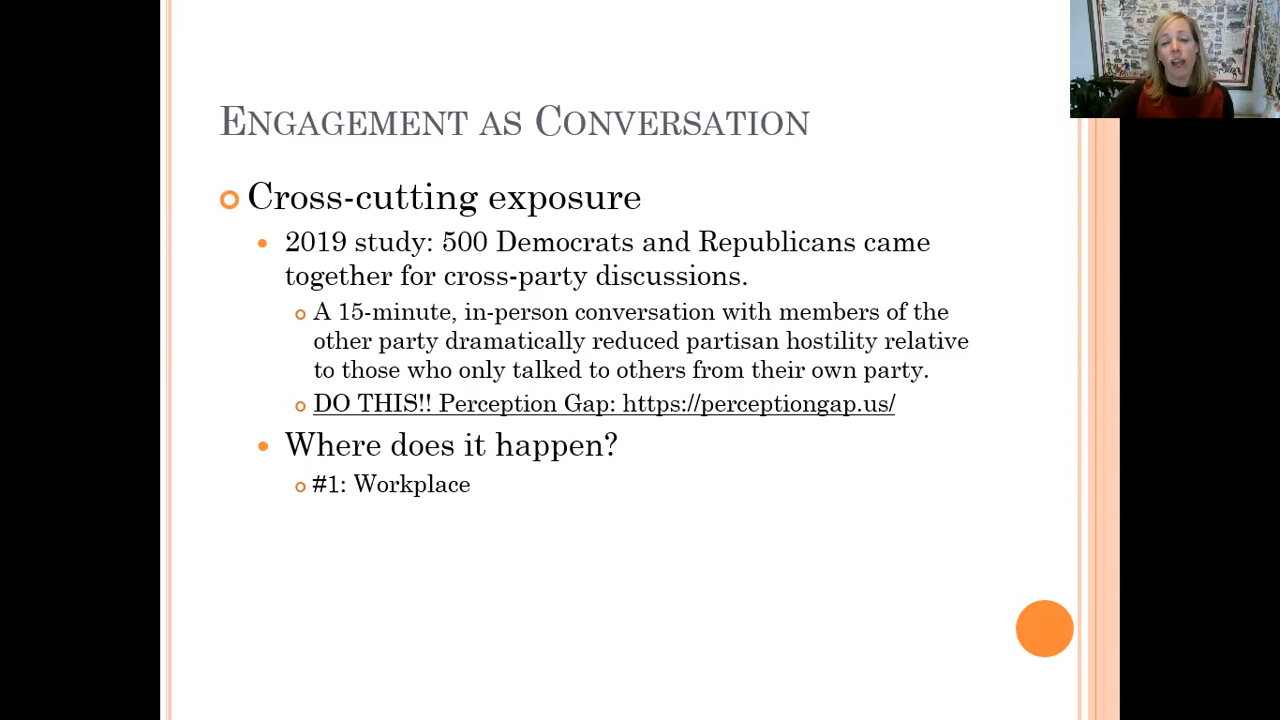 ENGAGEMENT AS CONVERSATION
Cross-cutting exposure
2019 study: 500 Democrats and Republicans came
together for cross-party discussions.
A 15-minute, in-person conversation with members of the
other party dramatically reduced partisan hostility relative
to those who only talked to others from their own party.
DO THIS!! Perception Gap: https://perceptiongap.us/
Where does it happen?
#1: Workplace